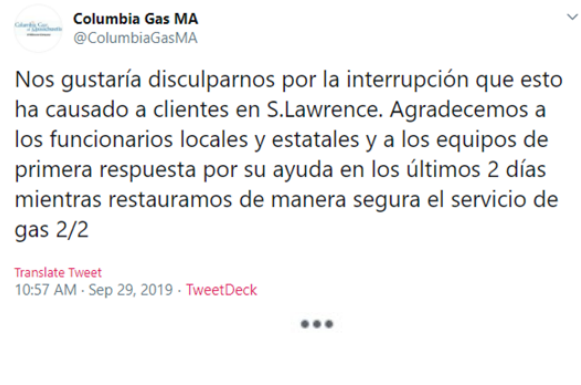 Columbia Gas MA
@ColumbiaGasMA
Nos gustaría disculparnos por la interrupción que esto
ha causado a clientes en S.Lawrence. Agradecemos a
los funcionarios locales y estatales y a los equipos de
primera respuesta por su ayuda en los últimos 2 días
mientras restauramos de manera segura el servicio de
gas 2/2
Translate Tweet
10:57 AM · Sep 29, 2019 · TweetDeck